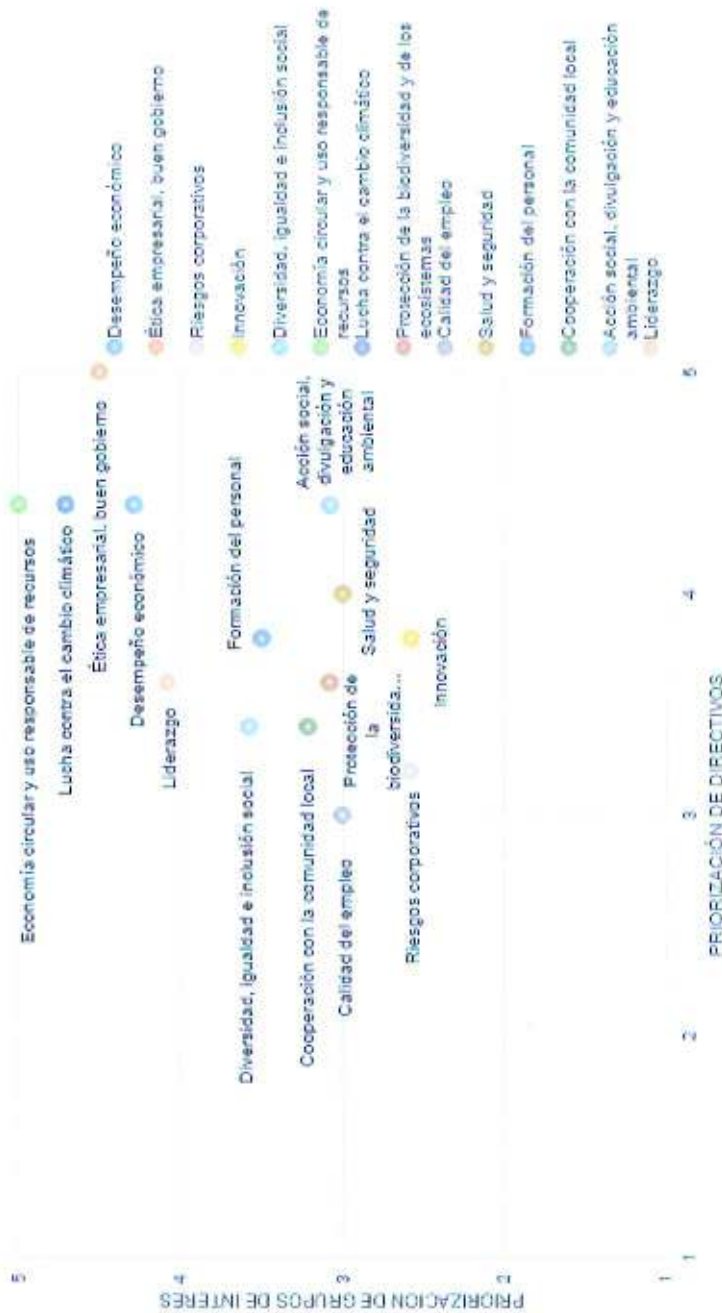 Economía circular y uso responsable de recursos
Lucha contra el cambio climático
Ética empresarial, buen gobierno
Desempeño económico
Liderazgo
Formación del personal
Diversidad, igualdad e inclusión social
Cooperación con la comunidad local
Acción social,
divulgación y
educación
ambiental
Calidad del empleo
Salud y seguridad
Protección de
la
biodiversida...
Riesgos corporativos
Innovación
5
4
3
2
1
PRIORIZACION DE GRUPOS DE INTERES
1
2
3
4
5
PRIORIZACIÓN DE DIRECTIVOS
Desempeño económico
Ética empresarial, buen gobierno
Riesgos corporativos
Innovación
Diversidad, igualdad e inclusión social
Economía circular y uso responsable de
recursos
Lucha contra el cambio climático
Protección de la biodiversidad y de los
ecosistemas
Calidad del empleo
Salud y seguridad
Formación del personal
Cooperación con la comunidad local
Acción social, divulgación y educación
ambiental
Liderazgo